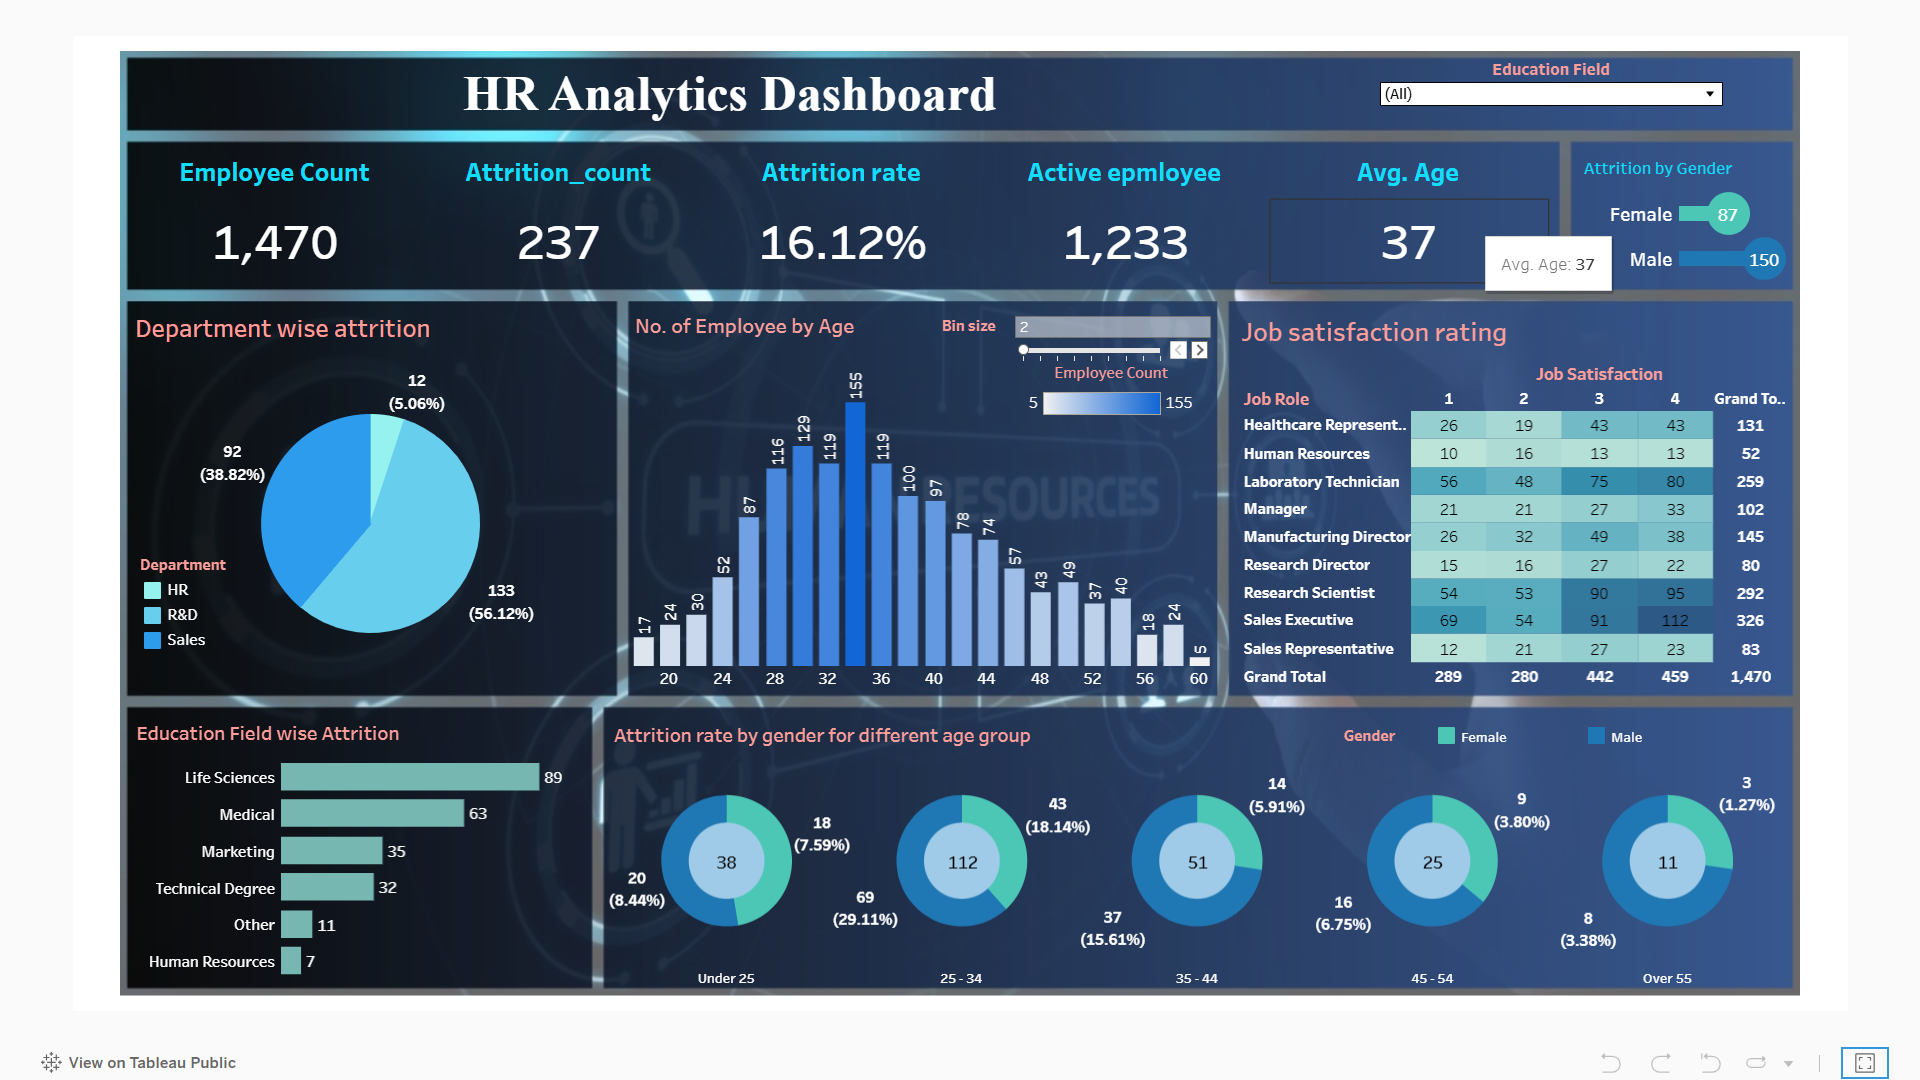 HR Analytics Dashboard
Education Field
(All)
Employee Count
Attrition_count
Attrition rate
Active epmloyee
Avg. Age
1,470
237
16.12%
1,233
37
Avg. Age: 37
Attrition by Gender
Female 87
Male 150
Department wise attrition
12
(5.06%)
92
(38.82%)
133
(56.12%)
Department
HR
R&D
Sales
No. of Employee by Age
Bin size
2
Employee Count
5 155
17 24 30 52 87 116 129 119 155 119 100 97 78 74 57 43 49 37 40 18 24 5
20 24 28 32 36 40 44 48 52 56 60
HUMAN RESOURCES
Job satisfaction rating
Job Satisfaction
Job Role 1 2 3 4 Grand To..
Healthcare Represent.. 26 19 43 43 131
Human Resources 10 16 13 13 52
Laboratory Technician 56 48 75 80 259
Manager 21 21 27 33 102
Manufacturing Director 26 32 49 38 145
Research Director 15 16 27 22 80
Research Scientist 54 53 90 95 292
Sales Executive 69 54 91 112 326
Sales Representative 12 21 27 23 83
Grand Total 289 280 442 459 1,470
Education Field wise Attrition
Life Sciences 89
Medical 63
Marketing 35
Technical Degree 32
Other 11
Human Resources 7
Attrition rate by gender for different age group
Gender
Female
Male
18
(7.59%)
38
20
(8.44%)
Under 25
43
(18.14%)
112
69
(29.11%)
25 - 34
14
(5.91%)
51
37
(15.61%)
35 - 44
9
(3.80%)
25
16
(6.75%)
45 - 54
3
(1.27%)
11
8
(3.38%)
Over 55
View on Tableau Public